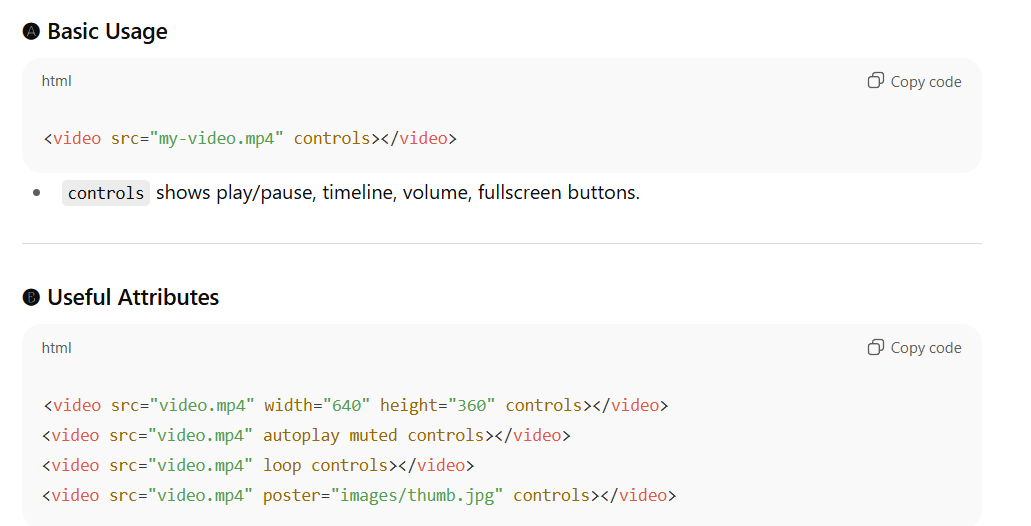 🅐 Basic Usage
html
Copy code
<video src="my-video.mp4" controls></video>
• controls shows play/pause, timeline, volume, fullscreen buttons.
🅑 Useful Attributes
html
Copy code
<video src="video.mp4" width="640" height="360" controls></video>
<video src="video.mp4" autoplay muted controls></video>
<video src="video.mp4" loop controls></video>
<video src="video.mp4" poster="images/thumb.jpg" controls></video>